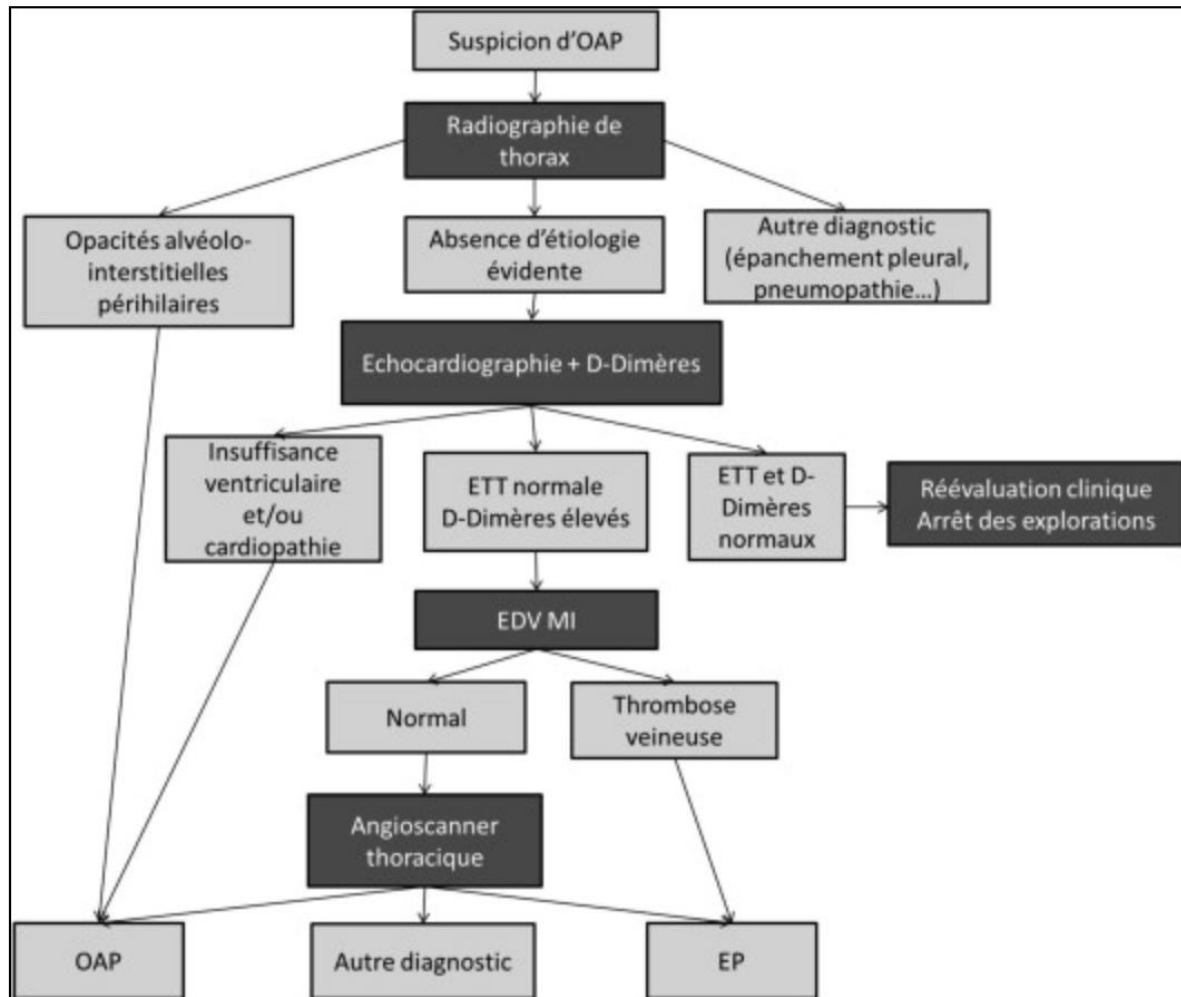 Suspicion d'OAP
Radiographie de
thorax
Opacités alvéolo-
interstitielles
périhilaires
Absence d'étiologie
évidente
Autre diagnostic
(épanchement pleural,
pneumopathie...)
Echocardiographie + D-Dimères
Insuffisance
ventriculaire
et/ou
cardiopathie
ETT normale
D-Dimères élevés
ETT et D-
Dimères
normaux
Réévaluation clinique
Arrêt des explorations
EDV MI
Normal
Thrombose
veineuse
Angioscanner
thoracique
OAP
Autre diagnostic
EP